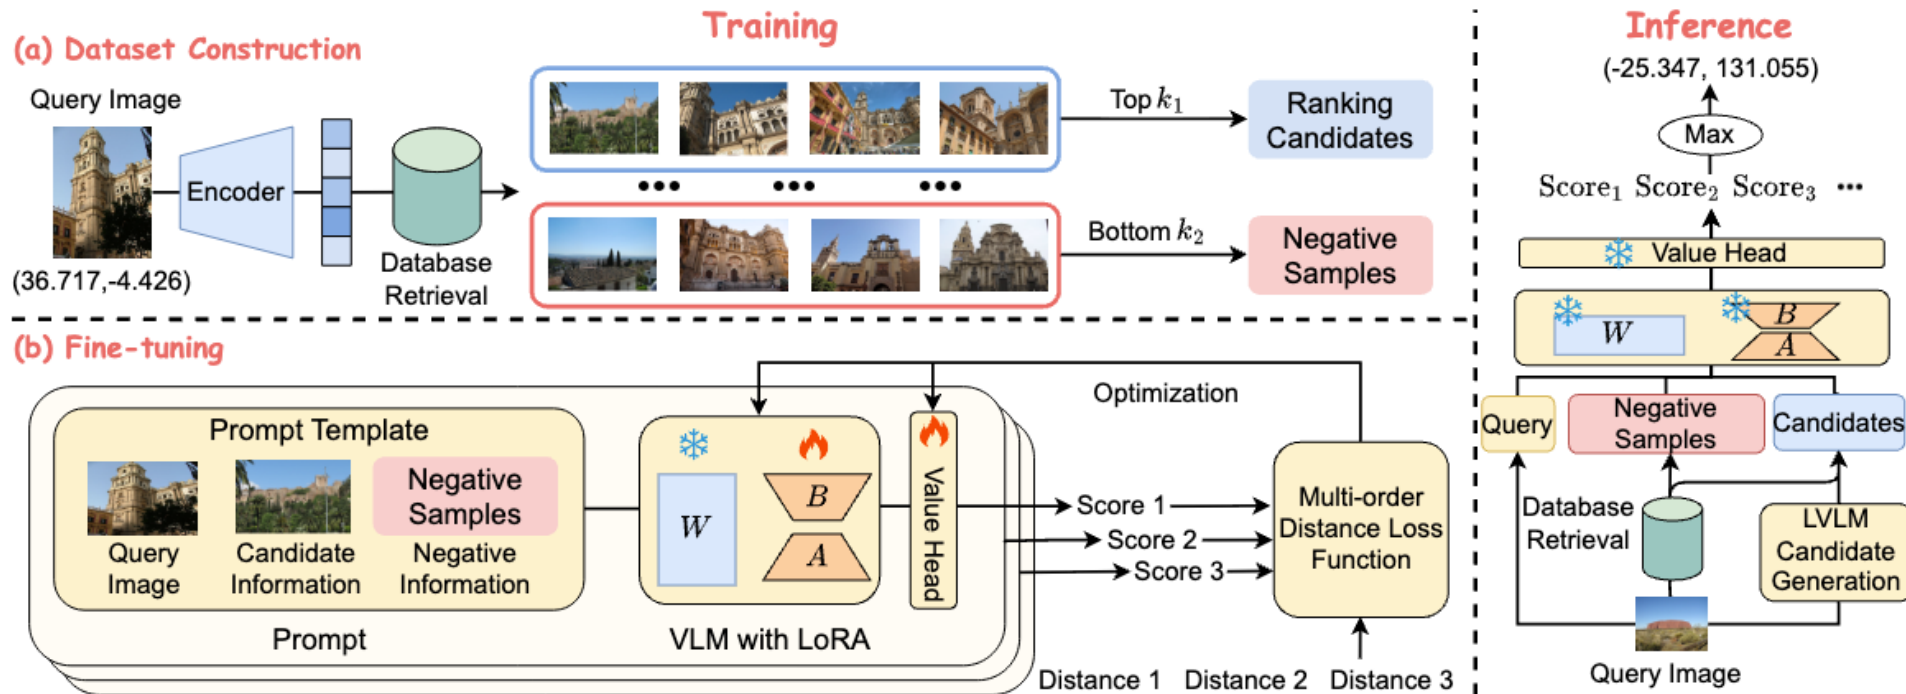 Training
(a) Dataset Construction
Query Image
(36.717,-4.426)
Encoder
Database
Retrieval
Top k₁
Ranking
Candidates
Bottom k₂
Negative
Samples
(b) Fine-tuning
Prompt Template
Query
Image
Candidate
Information
Negative
Samples
Negative
Information
Prompt
W
B
A
VLM with LoRA
Value Head
Optimization
Score 1
Score 2
Score 3
Multi-order
Distance Loss
Function
Distance 1 Distance 2 Distance 3
Inference
(-25.347, 131.055)
Max
Score₁ Score₂ Score₃ •••
Value Head
W
B
A
Query
Negative
Samples
Candidates
Database
Retrieval
LVLM
Candidate
Generation
Query Image